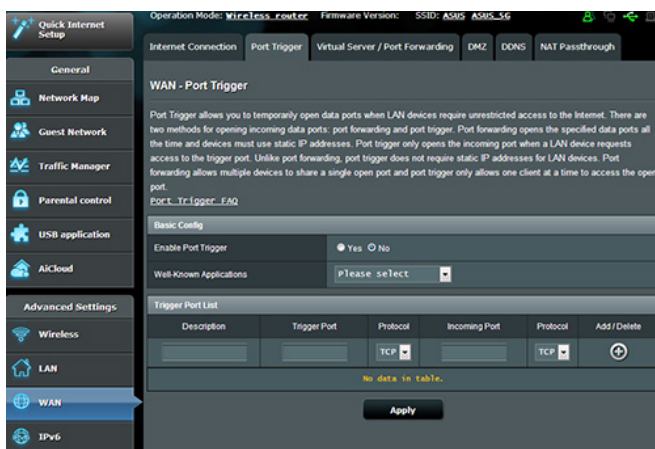 Quick Internet
Setup
Operation Mode: Wireless router Firmware Version: SSID: ASUS ASUS_5G
Internet Connection Port Trigger Virtual Server / Port Forwarding DMZ DDNS NAT Passthrough
General
Network Map
Guest Network
Traffic Manager
Parental control
USB application
AiCloud
Advanced Settings
Wireless
LAN
WAN
IPv6
WAN - Port Trigger
Port Trigger allows you to temporarily open data ports when LAN devices require unrestricted access to the Internet. There are
two methods for opening incoming data ports: port forwarding and port trigger. Port forwarding opens the specified data ports all
the time and devices must use static IP addresses. Port trigger only opens the incoming port when a LAN device requests
access to the trigger port. Unlike port forwarding, port trigger does not require static IP addresses for LAN devices. Port
forwarding allows multiple devices to share a single open port and port trigger only allows one client at a time to access the open
port.
Port Trigger FAQ
Basic Config
Enable Port Trigger Yes No
Well-Known Applications Please select
Trigger Port List
Description Trigger Port Protocol Incoming Port Protocol Add / Delete
TCP TCP
No data in table.
Apply